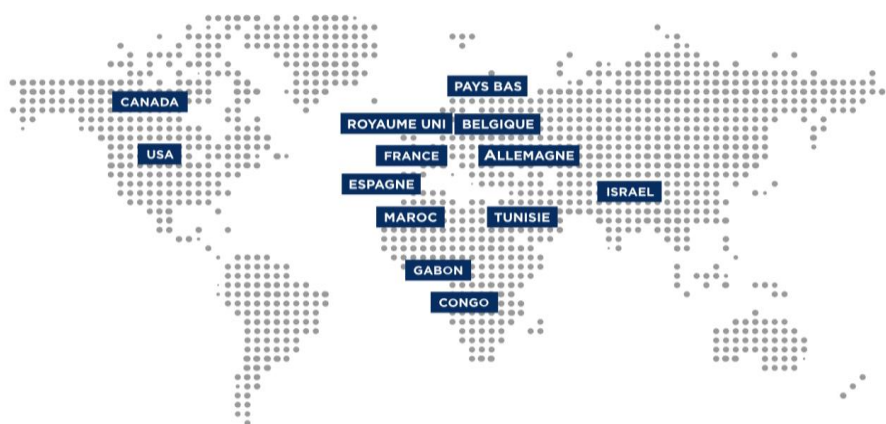 PAYS BAS
CANADA
ROYAUME UNI
BELGIQUE
USA
FRANCE
ALLEMAGNE
ESPAGNE
ISRAEL
MAROC
TUNISIE
GABON
CONGO